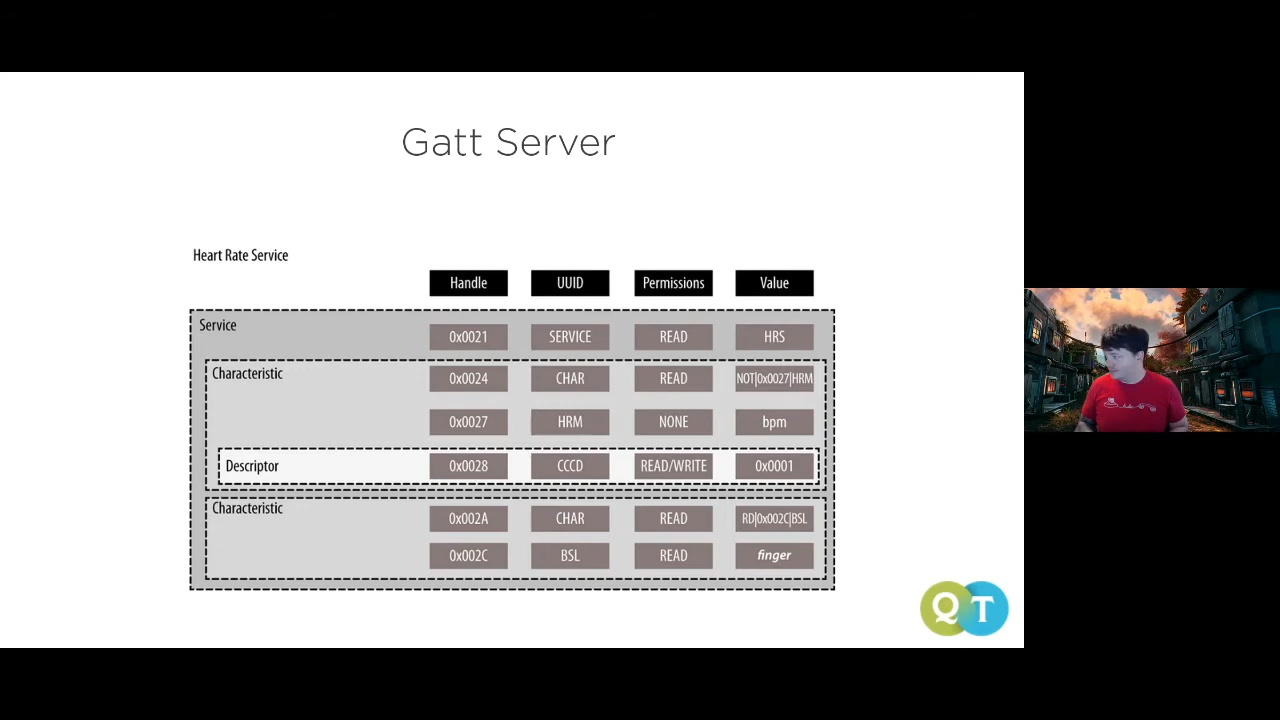 Gatt Server
Heart Rate Service
Handle UUID Permissions Value
Service 0x0021 SERVICE READ HRS
Characteristic 0x0024 CHAR READ NOT|0x0027|HRM
0x0027 HRM NONE bpm
Descriptor 0x0028 CCCD READ/WRITE 0x0001
Characteristic 0x002A CHAR READ RD|0x002C|BSL
0x002C BSL READ finger
QT